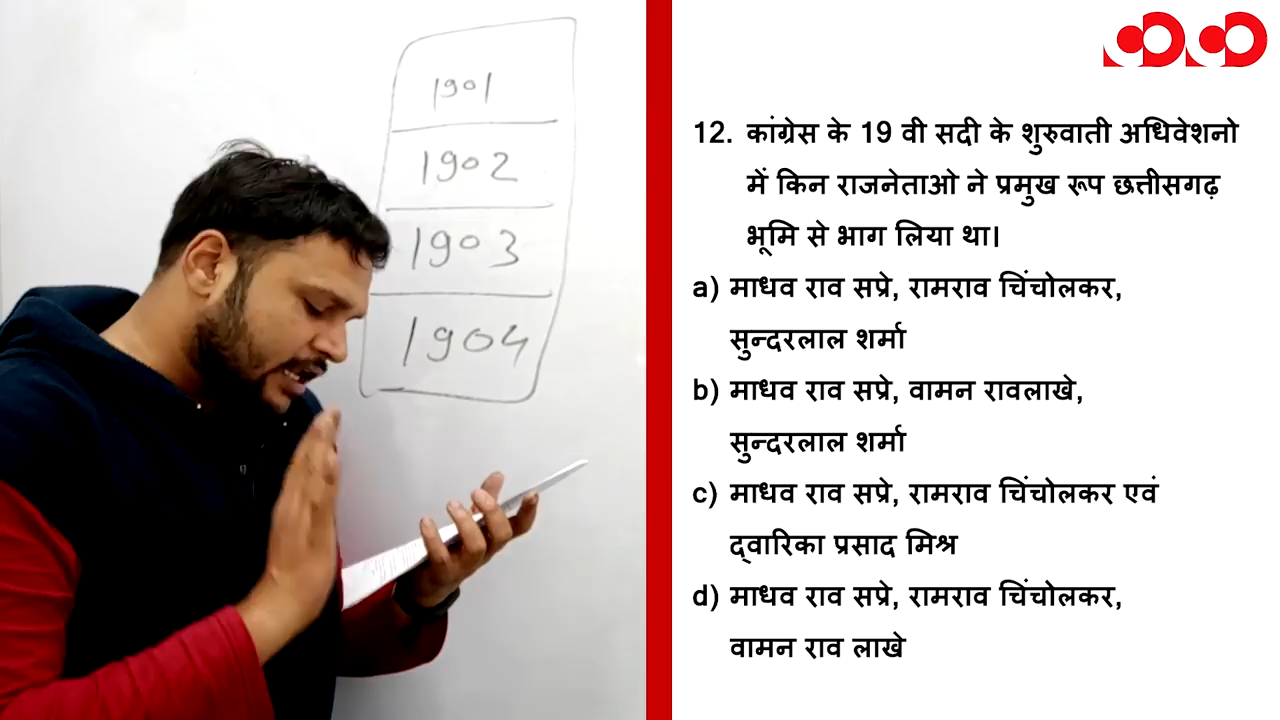 1901
1902
1903
1904
12. कांग्रेस के 19 वी सदी के शुरुवाती अधिवेशनो
में किन राजनेताओ ने प्रमुख रूप छत्तीसगढ़
भूमि से भाग लिया था।
a) माधव राव सप्रे, रामराव चिंचोलकर,
सुन्दरलाल शर्मा
b) माधव राव सप्रे, वामन रावलाखे,
सुन्दरलाल शर्मा
c) माधव राव सप्रे, रामराव चिंचोलकर एवं
द्वारिका प्रसाद मिश्र
d) माधव राव सप्रे, रामराव चिंचोलकर,
वामन राव लाखे